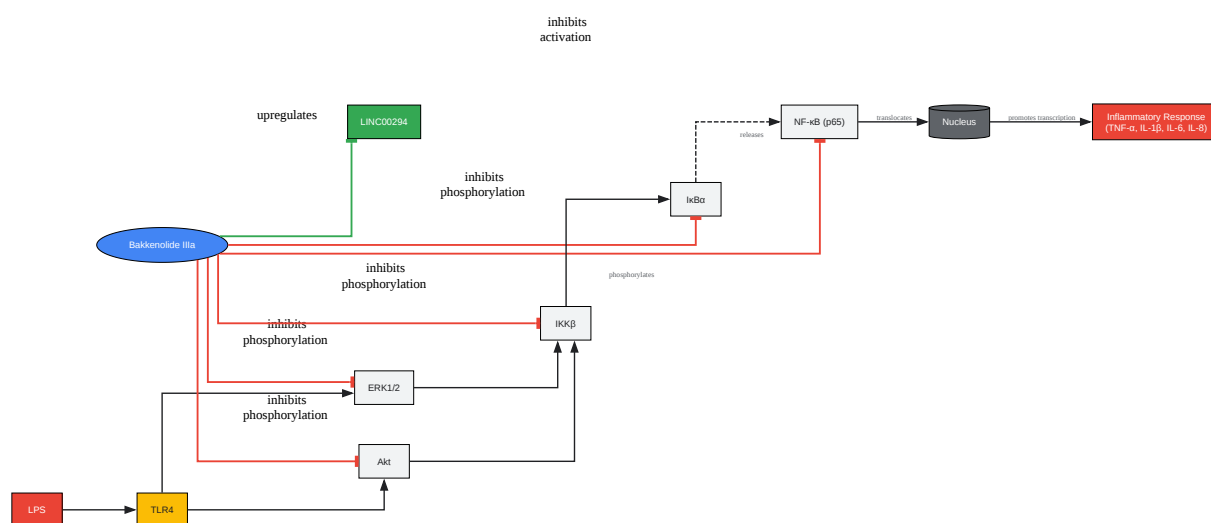 inhibits
activation
upregulates
LINC00294
NF-κB (p65)
translocates
Nucleus
promotes transcription
Inflammatory Response
(TNF-α, IL-1β, IL-6, IL-8)
releases
inhibits
phosphorylation
IκBα
Bakkenolide IIIa
inhibits
phosphorylation
phosphorylates
inhibits
phosphorylation
IKKβ
ERK1/2
inhibits
phosphorylation
Akt
LPS
TLR4